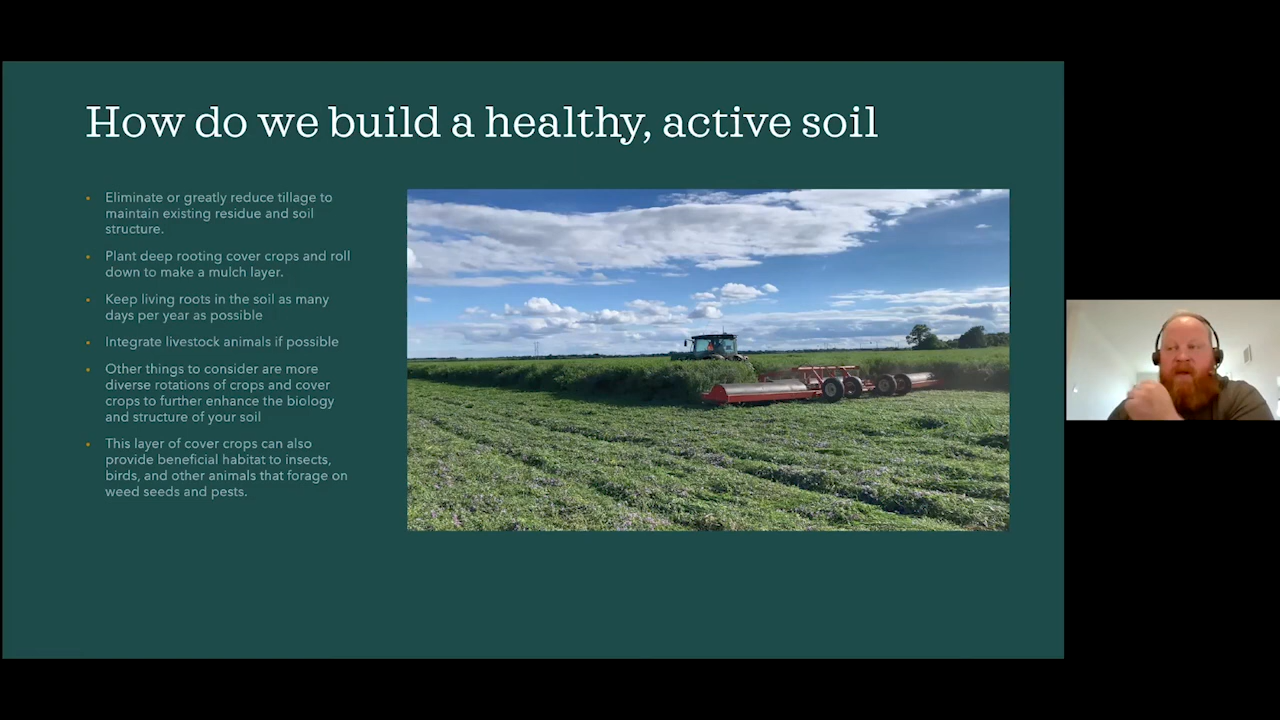 How do we build a healthy, active soil
Eliminate or greatly reduce tillage to
maintain existing residue and soil
structure.
Plant deep rooting cover crops and roll
down to make a mulch layer.
Keep living roots in the soil as many
days per year as possible
Integrate livestock animals if possible
Other things to consider are more
diverse rotations of crops and cover
crops to further enhance the biology
and structure of your soil
This layer of cover crops can also
provide beneficial habitat to insects,
birds, and other animals that forage on
weed seeds and pests.